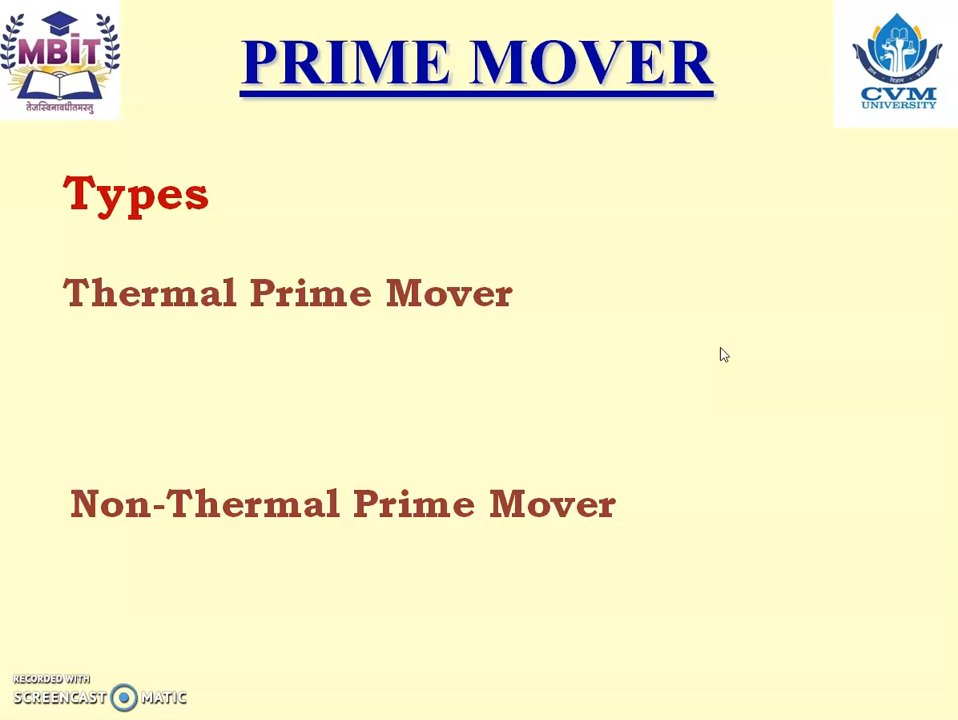 MBiT
तेजस्विनावधीतमस्तु
PRIME MOVER
CVM
UNIVERSITY
Types
Thermal Prime Mover
Non-Thermal Prime Mover
RECORDED WITH
SCREENCAST MATIC